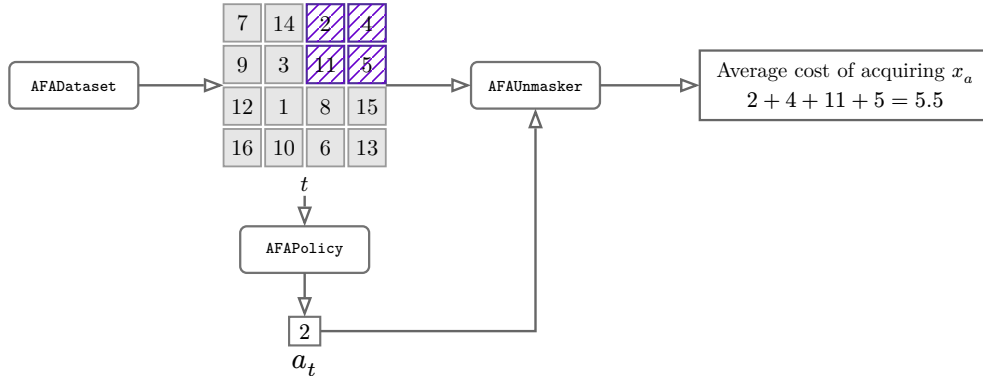 7 14 2 4
9 3 11 5
12 1 8 15
16 10 6 13
AFADataset
AFAUnmasker
Average cost of acquiring $x_a$
2 + 4 + 11 + 5 = 5.5
t
AFAPolicy
2
$a_t$